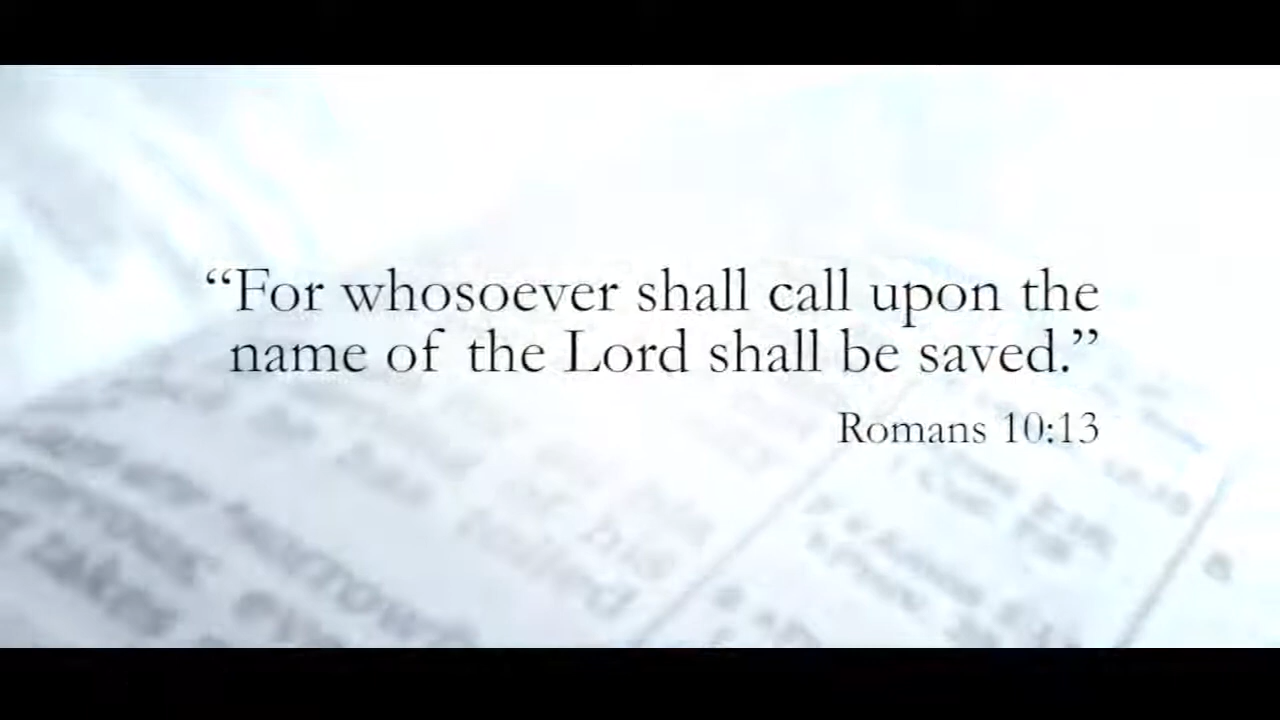 “For whosoever shall call upon the
name of the Lord shall be saved.”
Romans 10:13